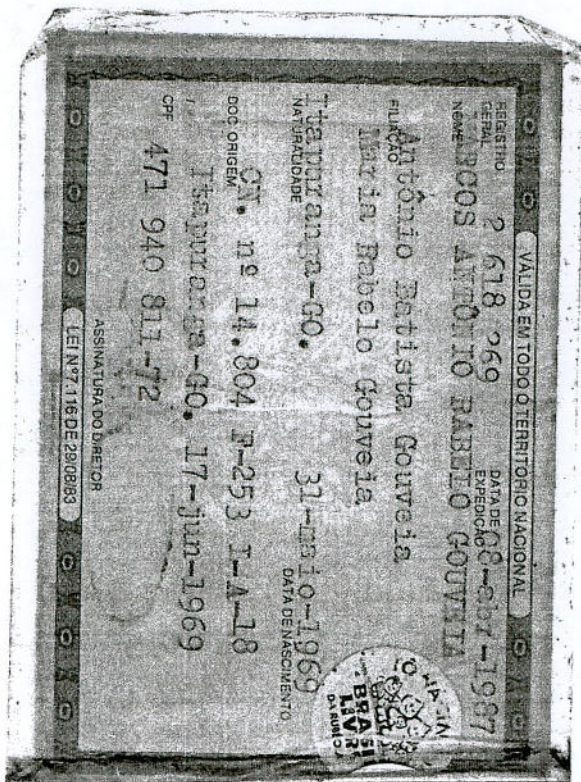 VÁLIDA EM TODO O TERRITÓRIO NACIONAL
REGISTRO GERAL 2 618 969 DATA DE EXPEDIÇÃO 08-abr-1987
NOME MARCOS ANTÔNIO RABELO GOUVEIA
FILIAÇÃO Antônio Batista Gouveia
Maria Rabelo Gouveia
NATURALIDADE Itapuranga-GO. 31-maio-1969 DATA DE NASCIMENTO
DOC ORIGEM CN. nº 14.804 F-253 L-A-18
Itapuranga-GO. 17-jun-1969
CPF 471 940 811-72
ASSINATURA DO DIRETOR
LEI Nº 7.116 DE 29/08/83